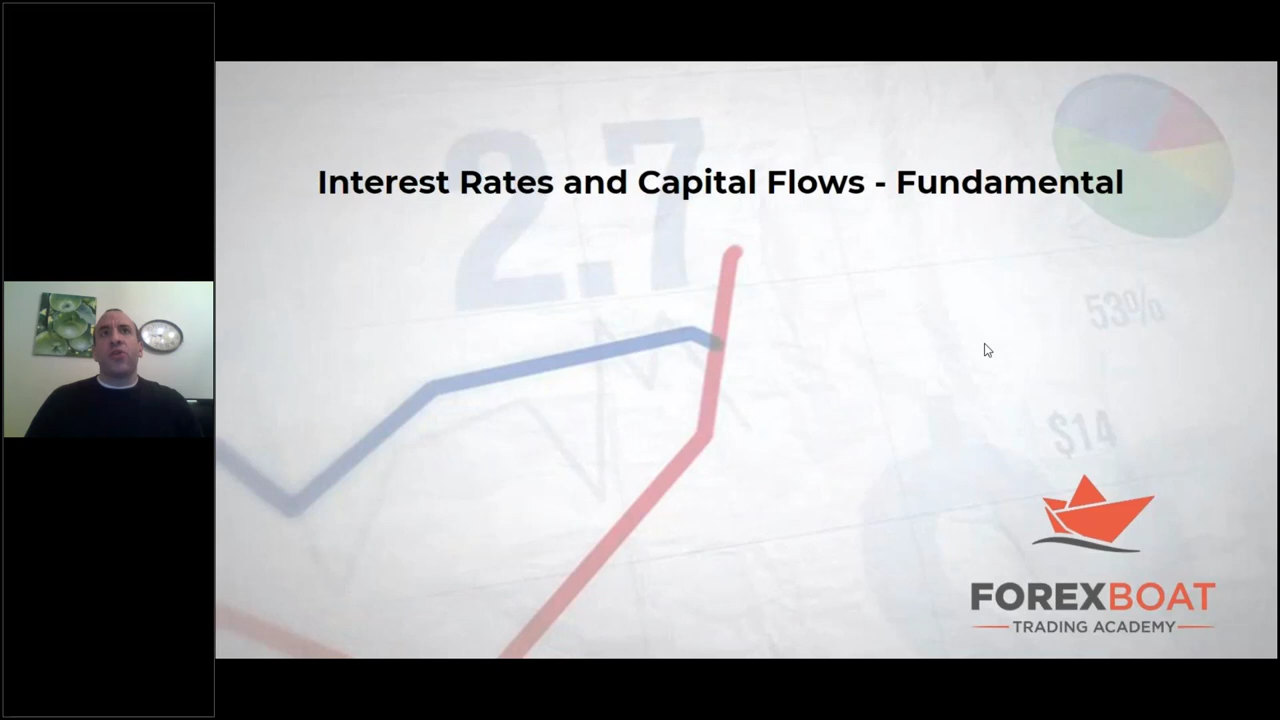 Interest Rates and Capital Flows - Fundamental
2.7
53%
$14
FOREXBOAT
TRADING ACADEMY